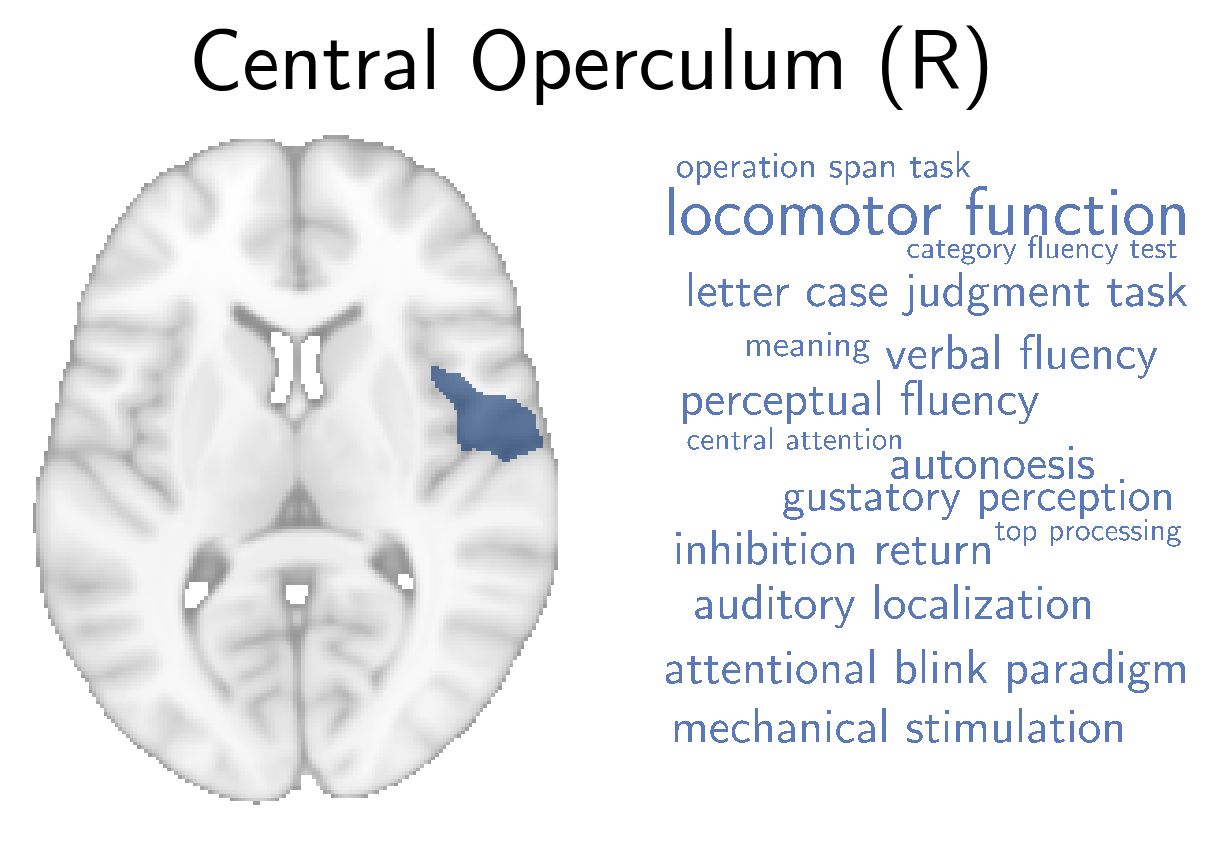 Central Operculum (R)
operation span task
locomotor function
category fluency test
letter case judgment task
meaning verbal fluency
perceptual fluency
central attention
autonoesis
gustatory perception
top processing
inhibition return
auditory localization
attentional blink paradigm
mechanical stimulation